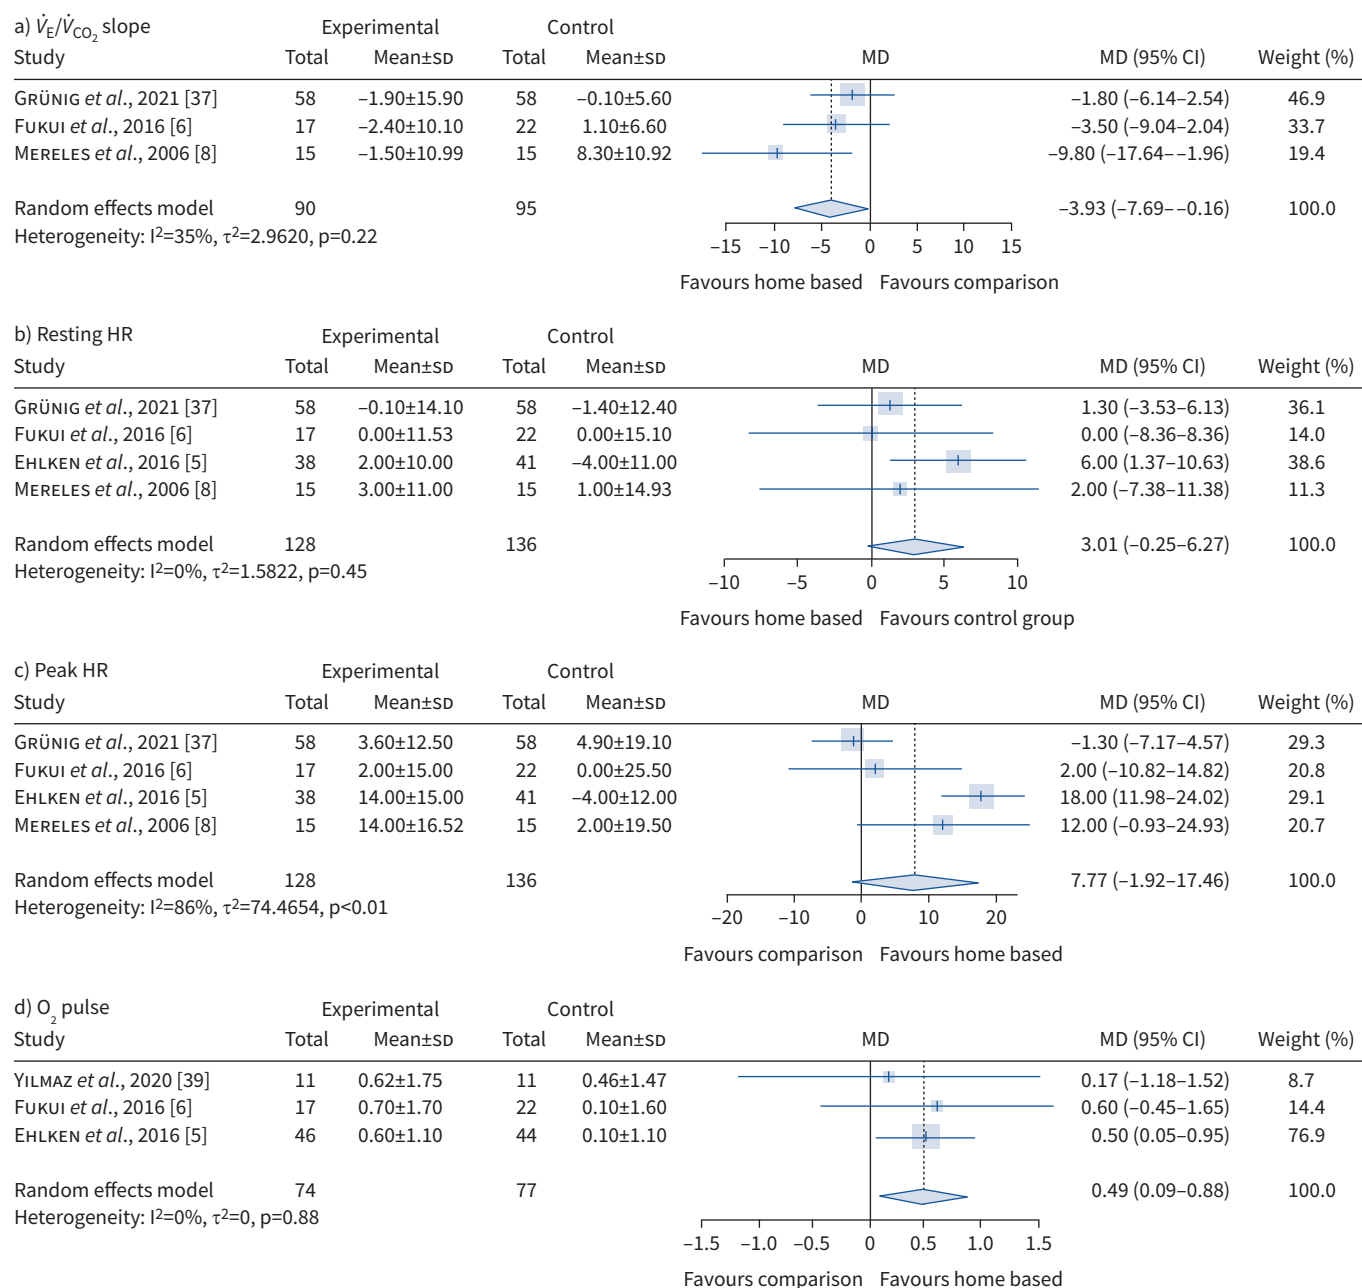 a) V̇E/V̇CO₂ slope Experimental Control
Study Total Mean±SD Total Mean±SD MD MD (95% CI) Weight (%)
GRÜNIG et al., 2021 [37] 58 –1.90±15.90 58 –0.10±5.60 –1.80 (–6.14–2.54) 46.9
FUKUI et al., 2016 [6] 17 –2.40±10.10 22 1.10±6.60 –3.50 (–9.04–2.04) 33.7
MERELES et al., 2006 [8] 15 –1.50±10.99 15 8.30±10.92 –9.80 (–17.64––1.96) 19.4
Random effects model 90 95 –3.93 (–7.69––0.16) 100.0
Heterogeneity: I²=35%, τ²=2.9620, p=0.22
–15 –10 –5 0 5 10 15
Favours home based Favours comparison
b) Resting HR Experimental Control
Study Total Mean±SD Total Mean±SD MD MD (95% CI) Weight (%)
GRÜNIG et al., 2021 [37] 58 –0.10±14.10 58 –1.40±12.40 1.30 (–3.53–6.13) 36.1
FUKUI et al., 2016 [6] 17 0.00±11.53 22 0.00±15.10 0.00 (–8.36–8.36) 14.0
EHLKEN et al., 2016 [5] 38 2.00±10.00 41 –4.00±11.00 6.00 (1.37–10.63) 38.6
MERELES et al., 2006 [8] 15 3.00±11.00 15 1.00±14.93 2.00 (–7.38–11.38) 11.3
Random effects model 128 136 3.01 (–0.25–6.27) 100.0
Heterogeneity: I²=0%, τ²=1.5822, p=0.45
–10 –5 0 5 10
Favours home based Favours control group
c) Peak HR Experimental Control
Study Total Mean±SD Total Mean±SD MD MD (95% CI) Weight (%)
GRÜNIG et al., 2021 [37] 58 3.60±12.50 58 4.90±19.10 –1.30 (–7.17–4.57) 29.3
FUKUI et al., 2016 [6] 17 2.00±15.00 22 0.00±25.50 2.00 (–10.82–14.82) 20.8
EHLKEN et al., 2016 [5] 38 14.00±15.00 41 –4.00±12.00 18.00 (11.98–24.02) 29.1
MERELES et al., 2006 [8] 15 14.00±16.52 15 2.00±19.50 12.00 (–0.93–24.93) 20.7
Random effects model 128 136 7.77 (–1.92–17.46) 100.0
Heterogeneity: I²=86%, τ²=74.4654, p<0.01
–20 –10 0 10 20
Favours comparison Favours home based
d) O₂ pulse Experimental Control
Study Total Mean±SD Total Mean±SD MD MD (95% CI) Weight (%)
YILMAZ et al., 2020 [39] 11 0.62±1.75 11 0.46±1.47 0.17 (–1.18–1.52) 8.7
FUKUI et al., 2016 [6] 17 0.70±1.70 22 0.10±1.60 0.60 (–0.45–1.65) 14.4
EHLKEN et al., 2016 [5] 46 0.60±1.10 44 0.10±1.10 0.50 (0.05–0.95) 76.9
Random effects model 74 77 0.49 (0.09–0.88) 100.0
Heterogeneity: I²=0%, τ²=0, p=0.88
–1.5 –1.0 –0.5 0 0.5 1.0 1.5
Favours comparison Favours home based